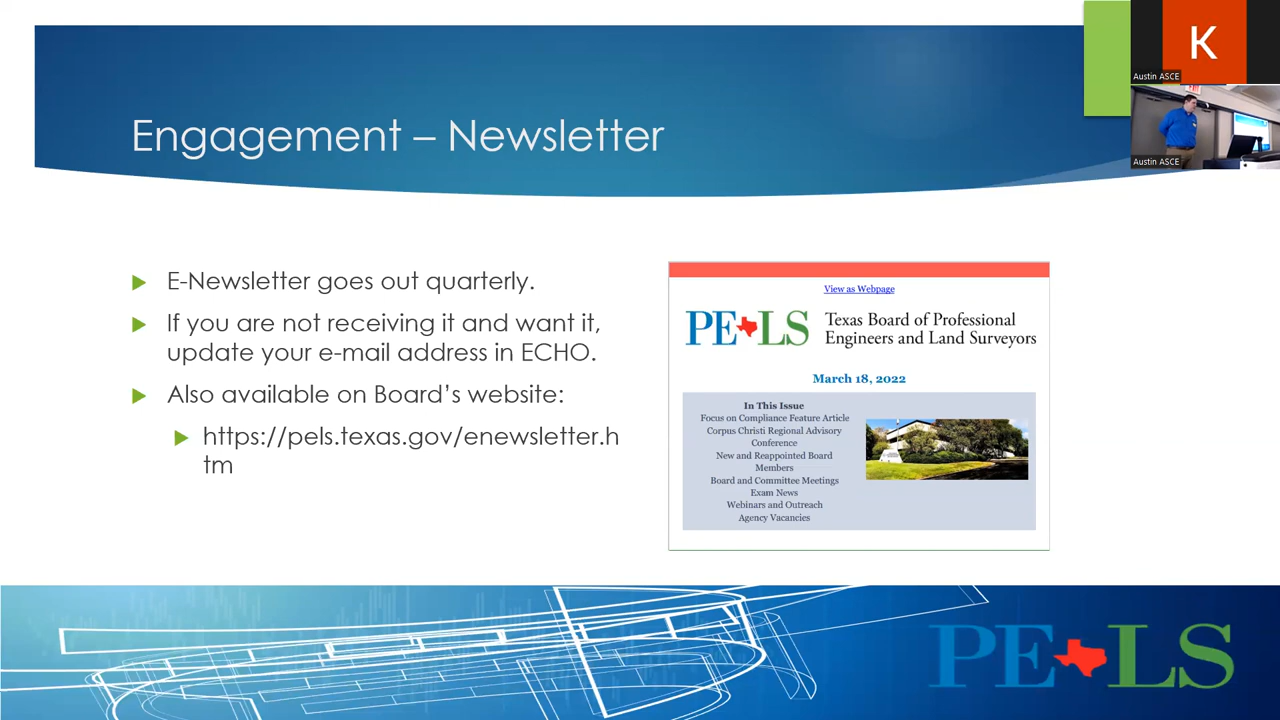 K
Austin ASCE
Austin ASCE
Engagement – Newsletter
E-Newsletter goes out quarterly.
If you are not receiving it and want it,
update your e-mail address in ECHO.
Also available on Board’s website:
https://pels.texas.gov/enewsletter.h
tm
View as Webpage
PE LS
Texas Board of Professional
Engineers and Land Surveyors
March 18, 2022
In This Issue
Focus on Compliance Feature Article
Corpus Christi Regional Advisory
Conference
New and Reappointed Board
Members
Board and Committee Meetings
Exam News
Webinars and Outreach
Agency Vacancies
PE LS